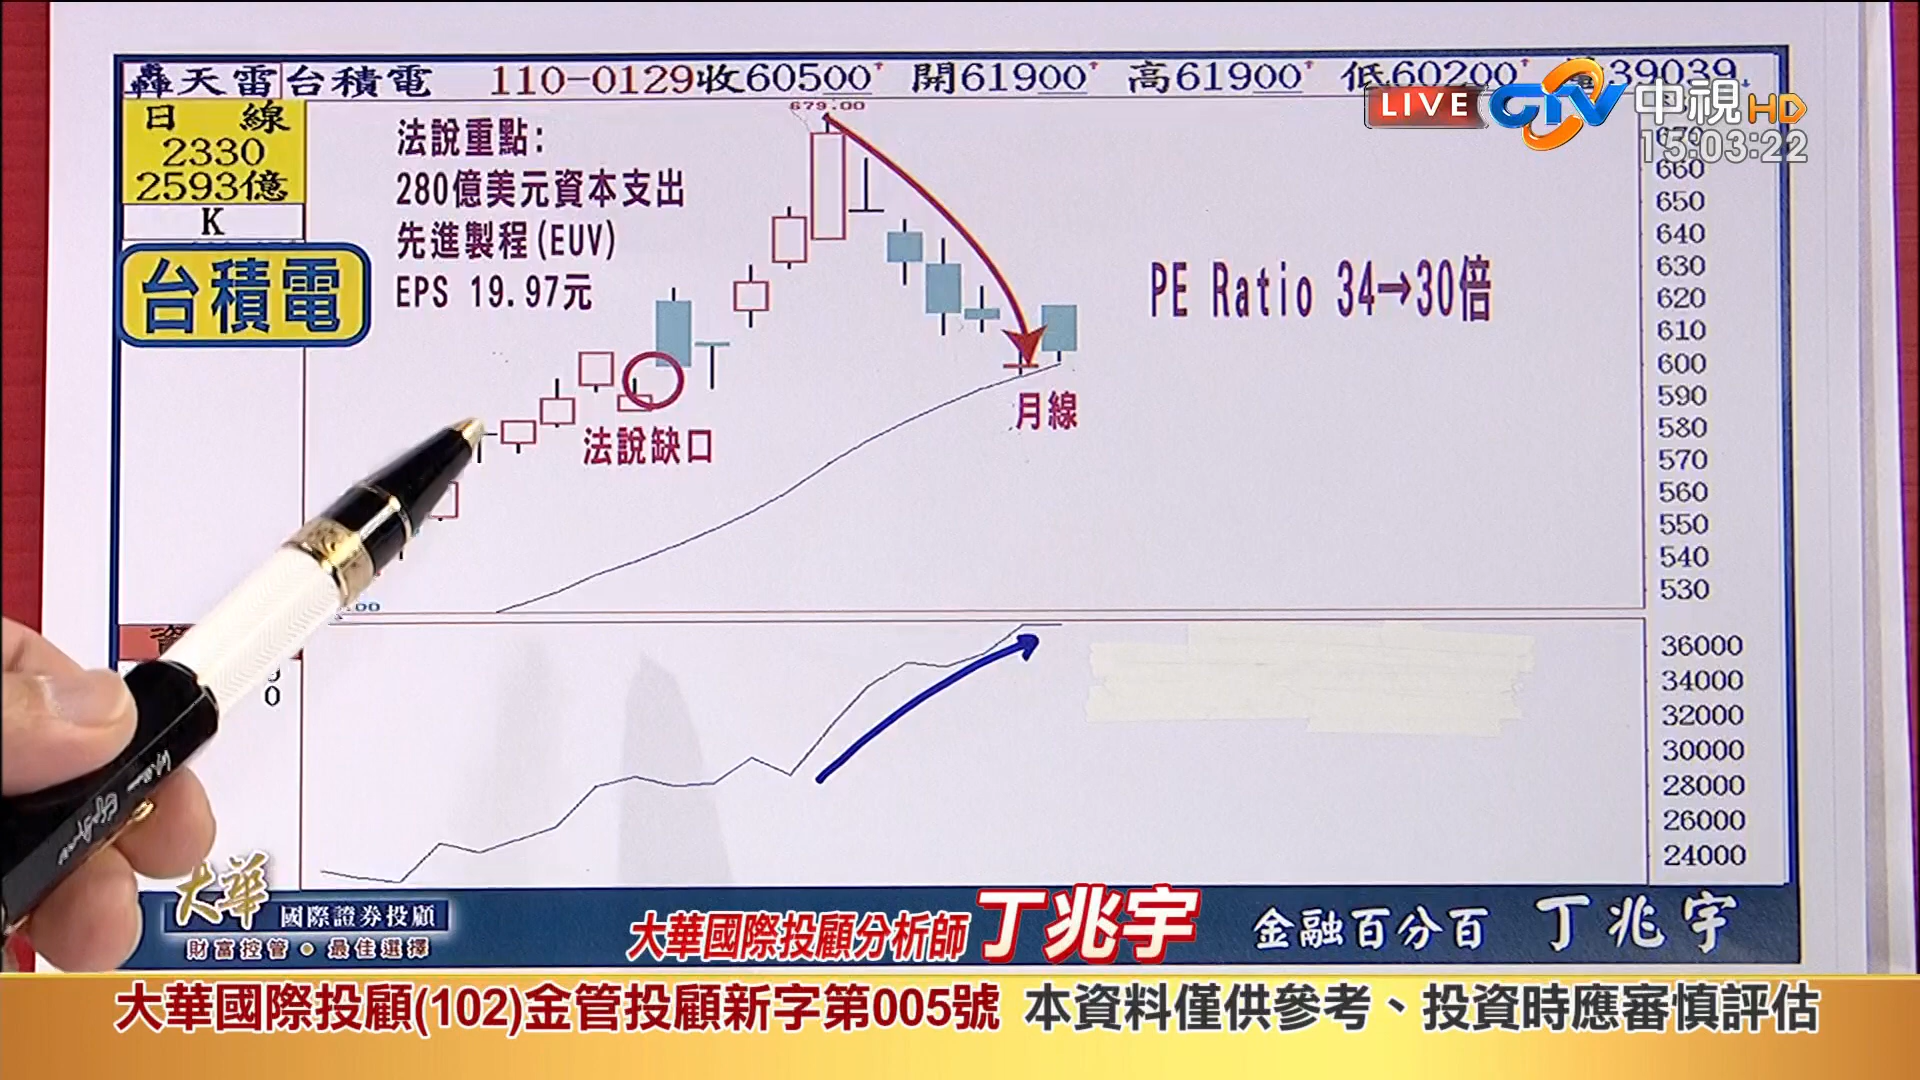 轟天雷 台積電 110-0129收60500↑ 開61900↑ 高61900↑ 低60200↑ 39039
LIVE CTV 中視HD
15:03:22
日 線
2330
2593億
K
台積電
法說重點:
280億美元資本支出
先進製程(EUV)
EPS 19.97元
679.00
PE Ratio 34→30倍
法說缺口
月線
670
660
650
640
630
620
610
600
590
580
570
560
550
540
530
36000
34000
32000
30000
28000
26000
24000
0
大華 國際證券投顧
財富控管 ● 最佳選擇
大華國際投顧分析師 丁兆宇
金融百分百 丁兆宇
大華國際投顧(102)金管投顧新字第005號 本資料僅供參考、投資時應審慎評估